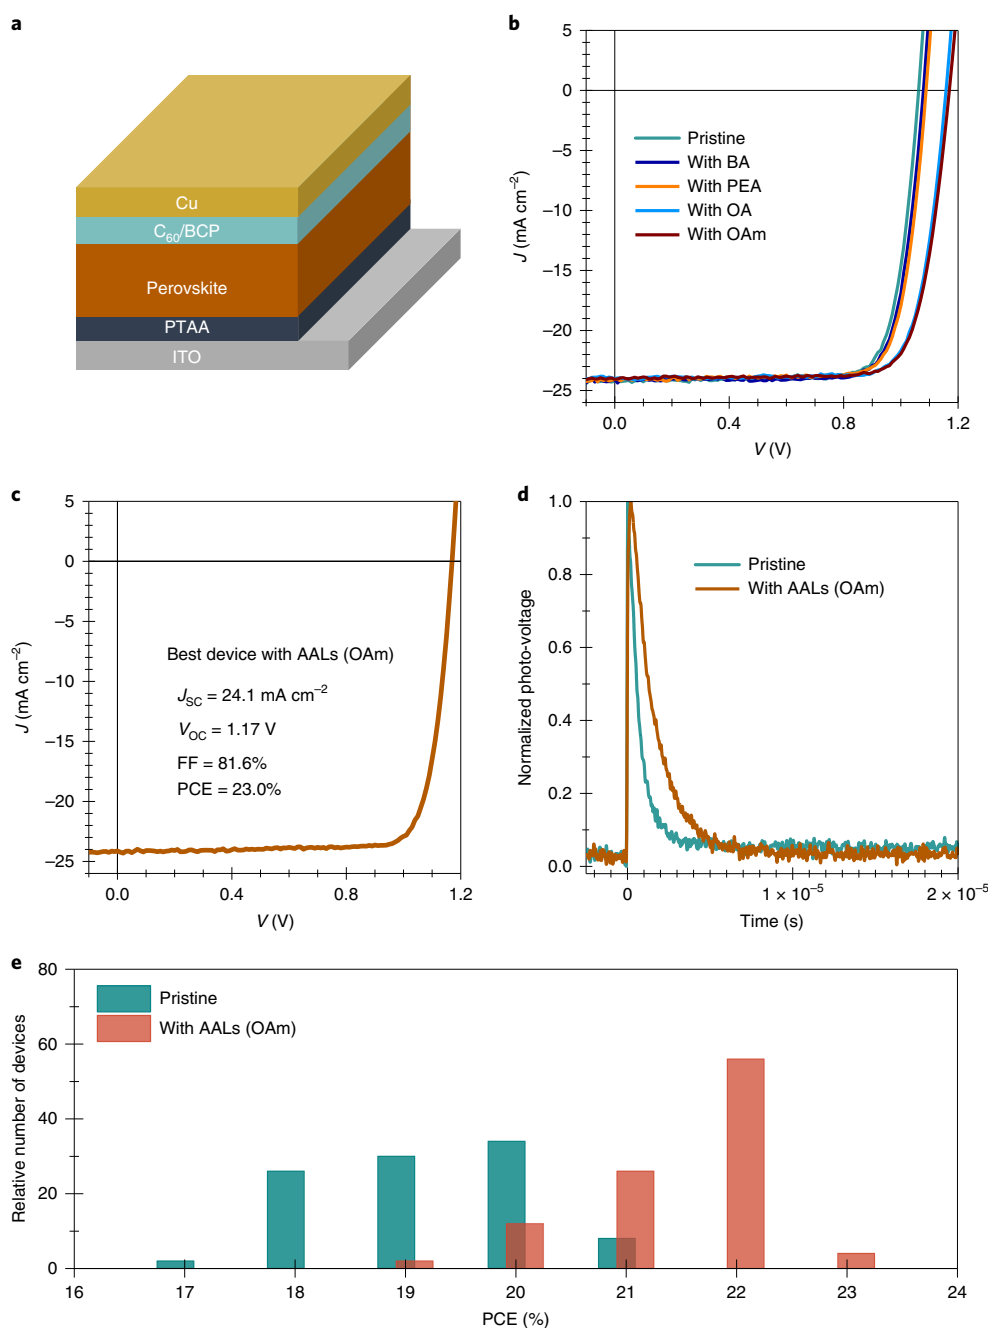 a
Cu
C₆₀/BCP
Perovskite
PTAA
ITO
b
5
0
–5
–10
–15
–20
–25
J (mA cm⁻²)
Pristine
With BA
With PEA
With OA
With OAm
0.0 0.4 0.8 1.2
V (V)
c
5
0
–5
–10
–15
–20
–25
J (mA cm⁻²)
Best device with AALs (OAm)
J_SC = 24.1 mA cm⁻²
V_OC = 1.17 V
FF = 81.6%
PCE = 23.0%
0.0 0.4 0.8 1.2
V (V)
d
1.0
0.8
0.6
0.4
0.2
0.0
Normalized photo-voltage
Pristine
With AALs (OAm)
0 1 × 10⁻⁵ 2 × 10⁻⁵
Time (s)
e
80
60
40
20
0
Relative number of devices
Pristine
With AALs (OAm)
16 17 18 19 20 21 22 23 24
PCE (%)